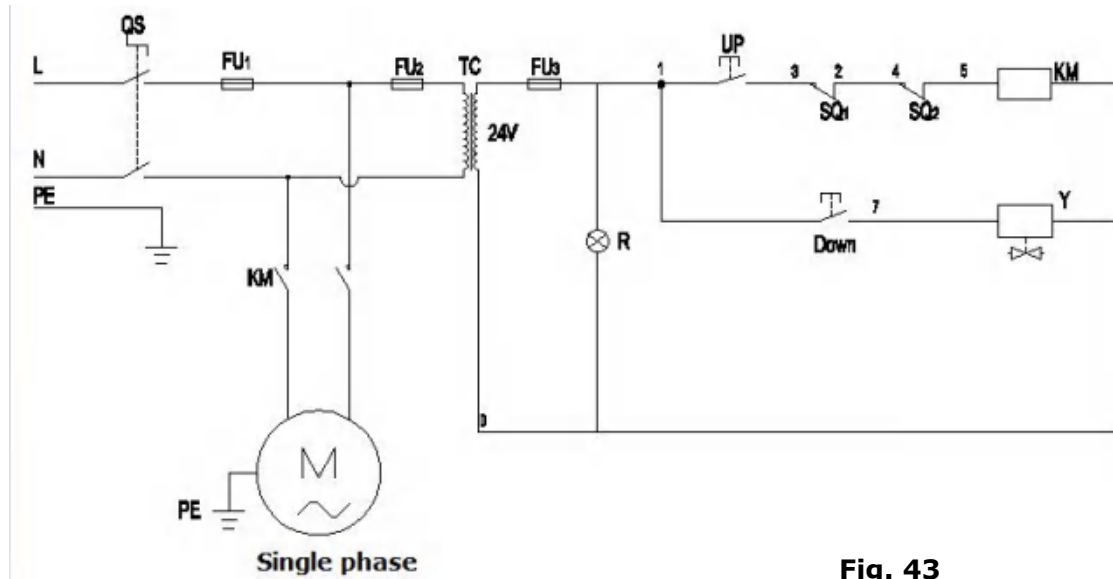 QS
L
FU1
FU2
TC
FU3
1
UP
3
2
4
5
KM
SQ1
SQ2
24V
N
PE
7
Y
R
Down
KM
0
M
PE
Single phase
Fig. 43